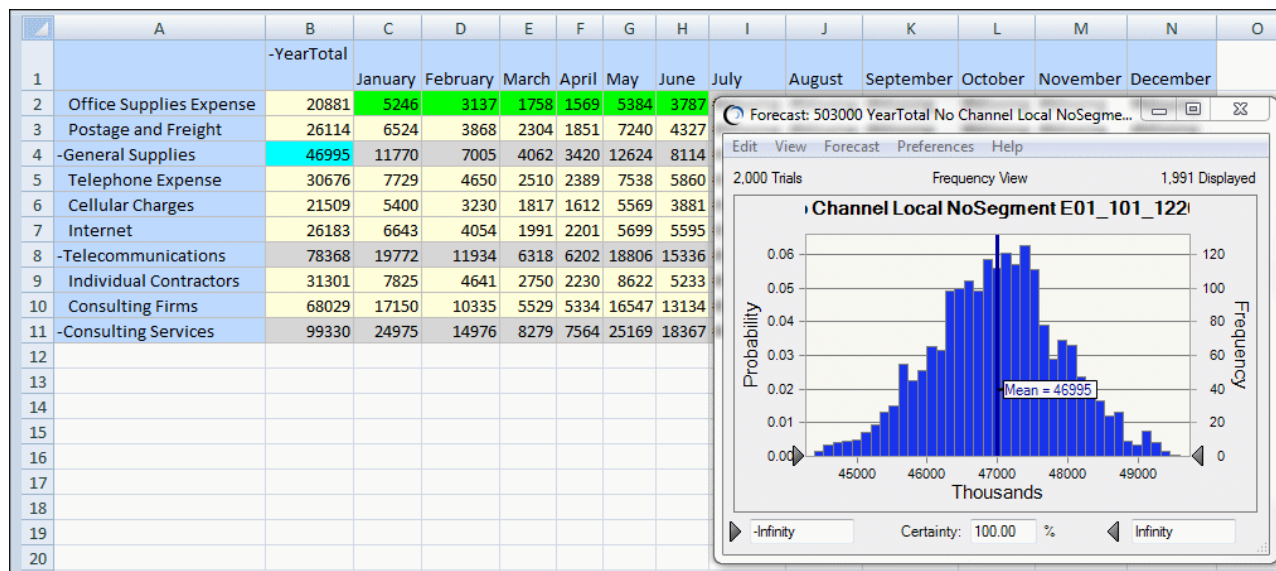 A B C D E F G H I J K L M N O
-YearTotal
1 January February March April May June July August September October November December
2 Office Supplies Expense 20881 5246 3137 1758 1569 5384 3787
3 Postage and Freight 26114 6524 3868 2304 1851 7240 4327
4 -General Supplies 46995 11770 7005 4062 3420 12624 8114
5 Telephone Expense 30676 7729 4650 2510 2389 7538 5860
6 Cellular Charges 21509 5400 3230 1817 1612 5569 3881
7 Internet 26183 6643 4054 1991 2201 5699 5595
8 -Telecommunications 78368 19772 11934 6318 6202 18806 15336
9 Individual Contractors 31301 7825 4641 2750 2230 8622 5233
10 Consulting Firms 68029 17150 10335 5529 5334 16547 13134
11 -Consulting Services 99330 24975 14976 8279 7564 25169 18367
12
13
14
15
16
17
18
19
20
Forecast: 503000 YearTotal No Channel Local NoSegme...
Edit View Forecast Preferences Help
2,000 Trials Frequency View 1,991 Displayed
Channel Local NoSegment E01_101_122
Probability
0.06
0.05
0.04
0.03
0.02
0.01
0.00
Mean = 46995
120
100
80
60
40
20
0
Frequency
45000 46000 47000 48000 49000
Thousands
-Infinity Certainty: 100.00 % Infinity